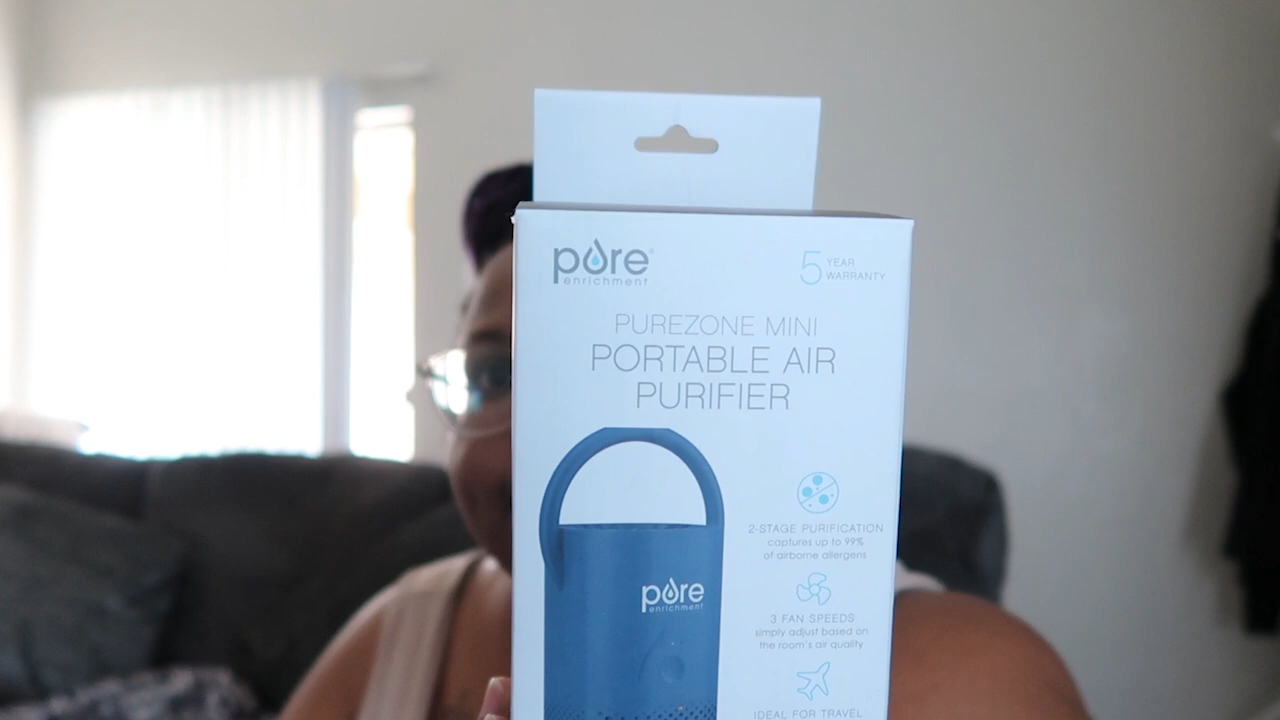 pure
enrichment
5 YEAR
WARRANTY
PUREZONE MINI
PORTABLE AIR
PURIFIER
pure
enrichment
2-STAGE PURIFICATION
captures up to 99%
of airborne allergens
3 FAN SPEEDS
simply adjust based on
the room's air quality
IDEAL FOR TRAVEL